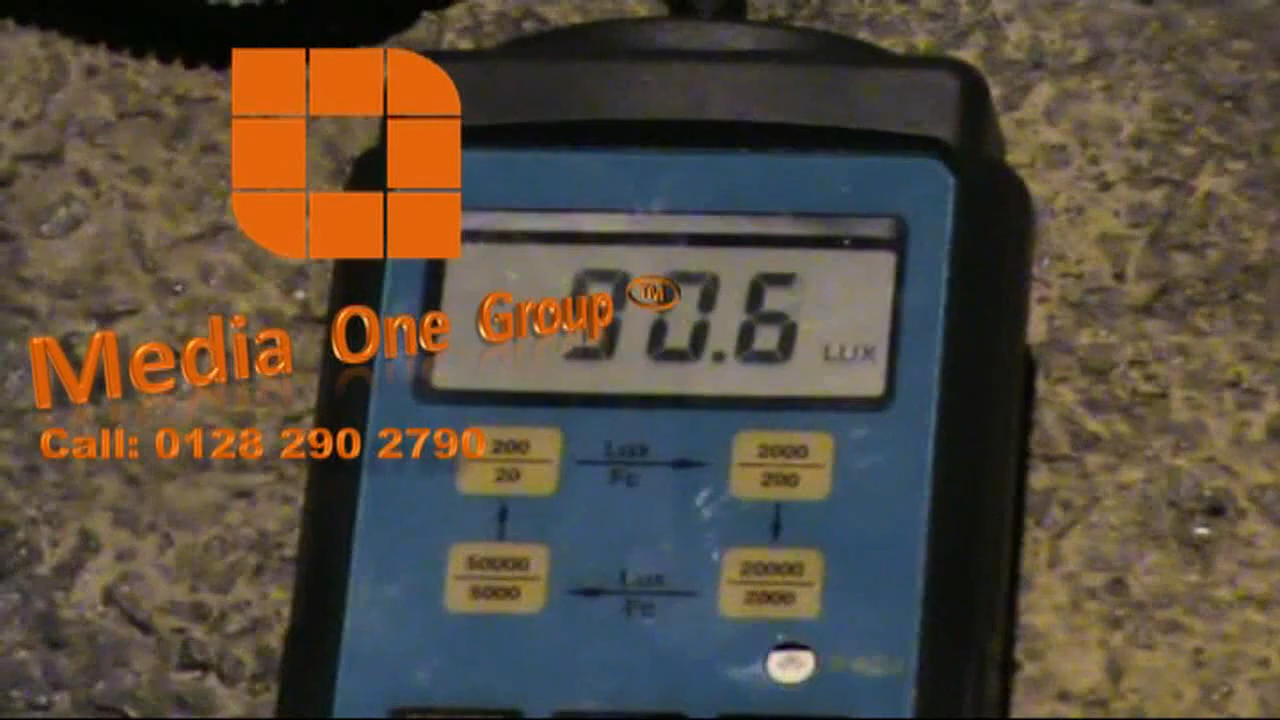 Media One Group TM
Call: 0128 290 2790
90.6 LUX
200 Lux 2000
20 Fc 200
50000 Lux 20000
5000 Fc 2000